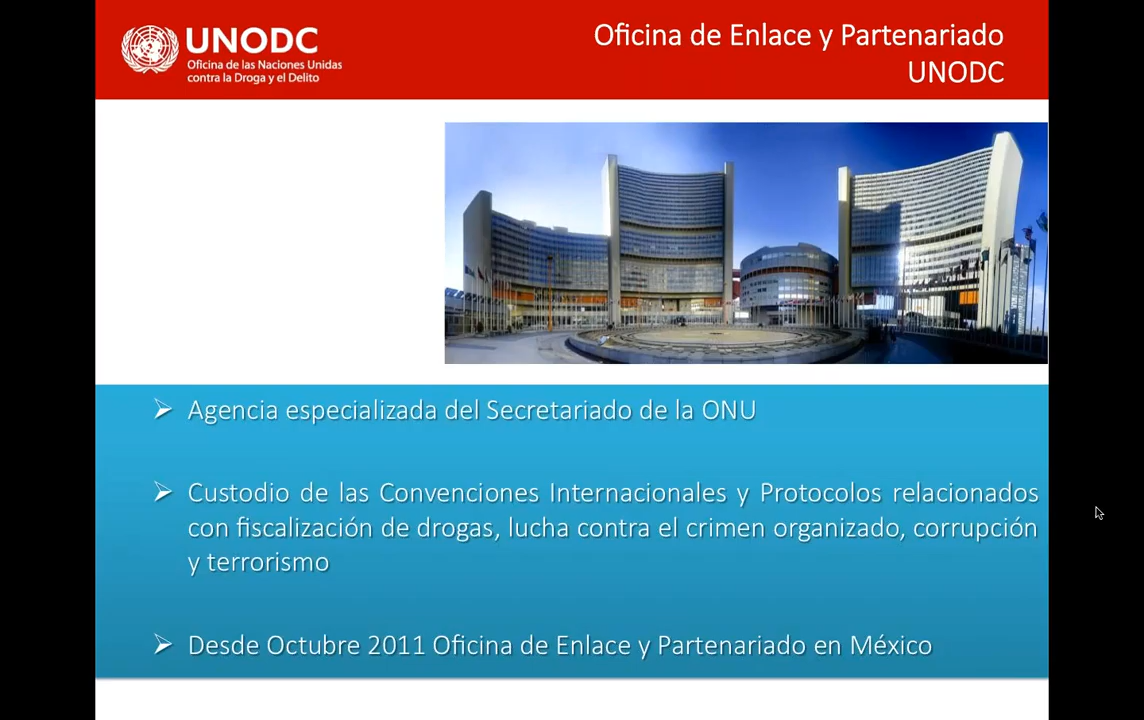 UNODC
Oficina de las Naciones Unidas
contra la Droga y el Delito
Oficina de Enlace y Partenariado
UNODC
Agencia especializada del Secretariado de la ONU
Custodio de las Convenciones Internacionales y Protocolos relacionados
con fiscalización de drogas, lucha contra el crimen organizado, corrupción
y terrorismo
Desde Octubre 2011 Oficina de Enlace y Partenariado en México